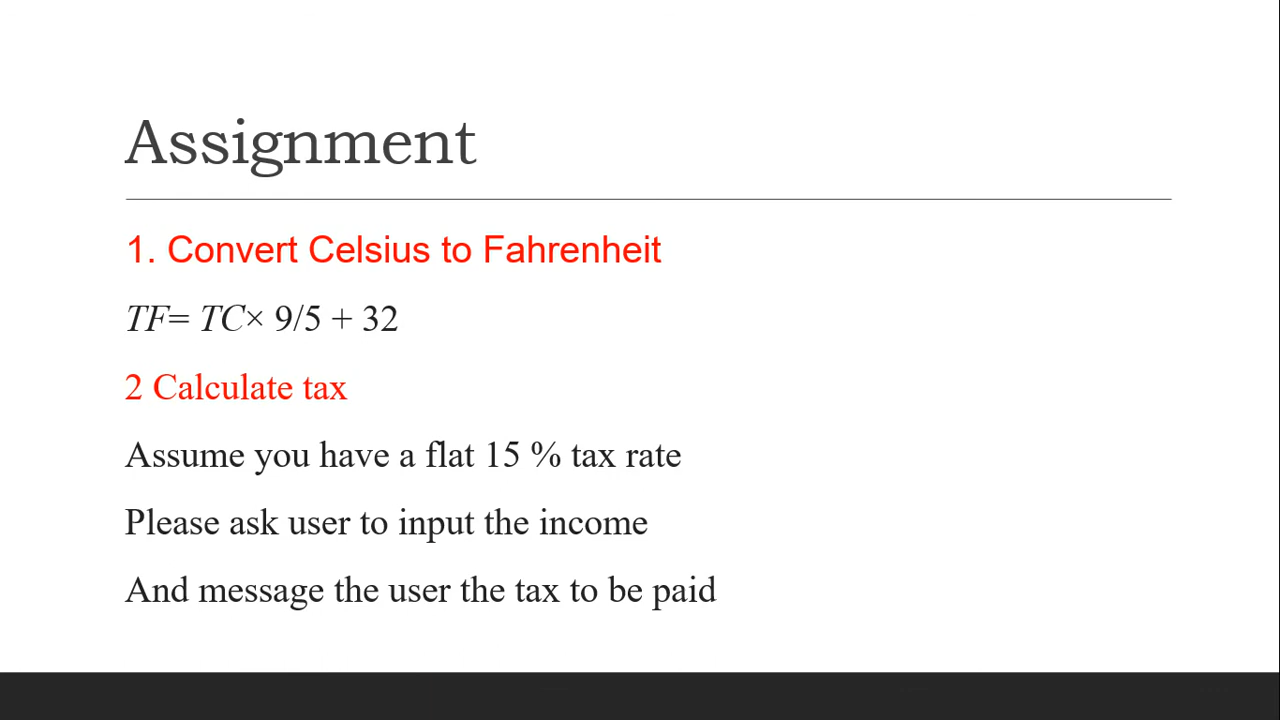 Assignment
1. Convert Celsius to Fahrenheit
TF= TC× 9/5 + 32
2 Calculate tax
Assume you have a flat 15 % tax rate
Please ask user to input the income
And message the user the tax to be paid